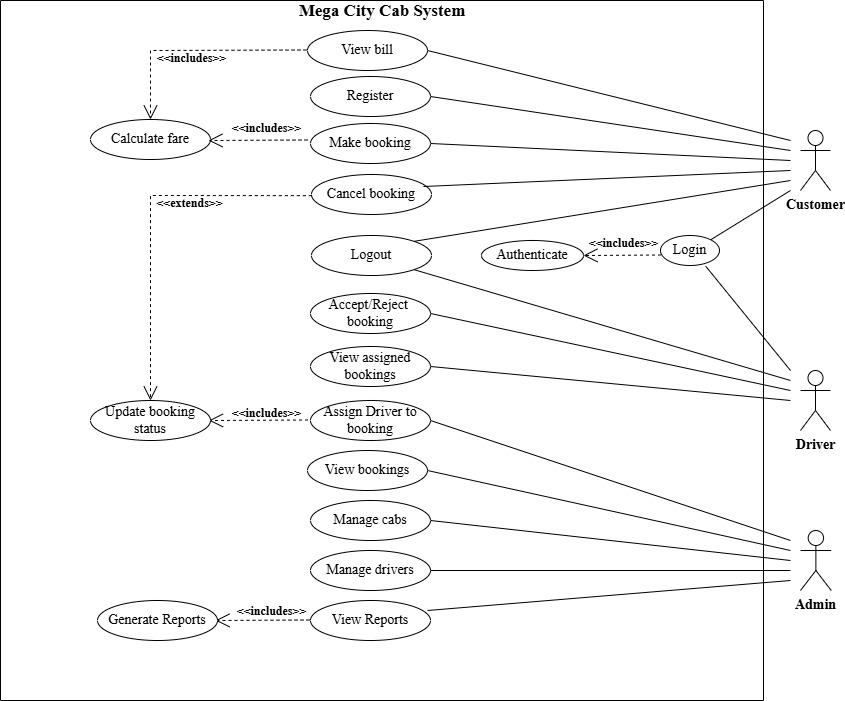 Mega City Cab System
View bill
<<includes>>
Register
Calculate fare
<<includes>>
Make booking
Cancel booking
<<extends>>
Customer
Logout
Authenticate
<<includes>>
Login
Accept/Reject
booking
View assigned
bookings
Update booking
status
<<includes>>
Assign Driver to
booking
Driver
View bookings
Manage cabs
Manage drivers
Admin
Generate Reports
<<includes>>
View Reports